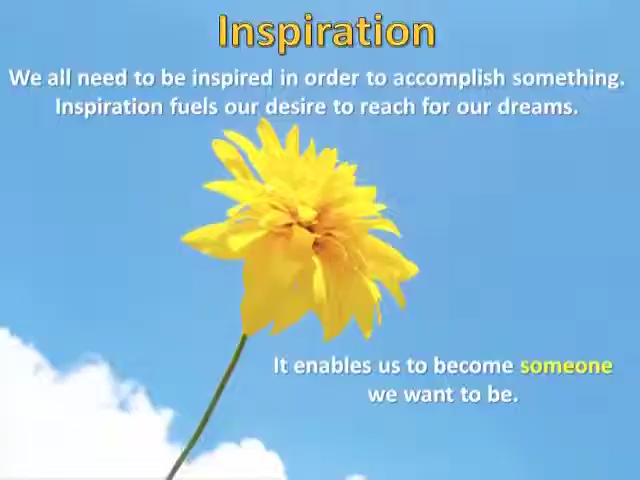 Inspiration
We all need to be inspired in order to accomplish something.
Inspiration fuels our desire to reach for our dreams.
It enables us to become someone
we want to be.